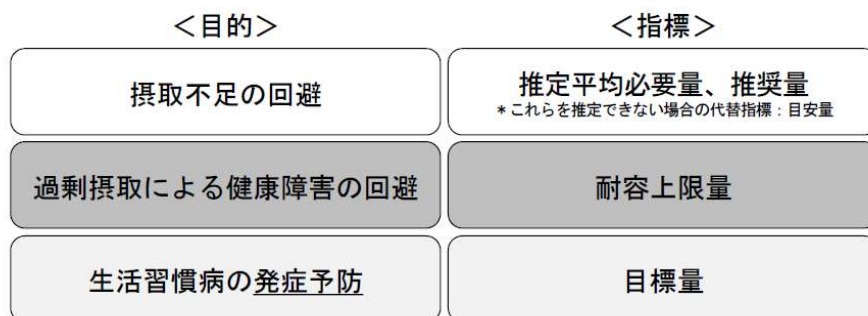 ＜目的＞ ＜指標＞
摂取不足の回避 推定平均必要量、推奨量
＊これらを推定できない場合の代替指標：目安量
過剰摂取による健康障害の回避 耐容上限量
生活習慣病の発症予防 目標量